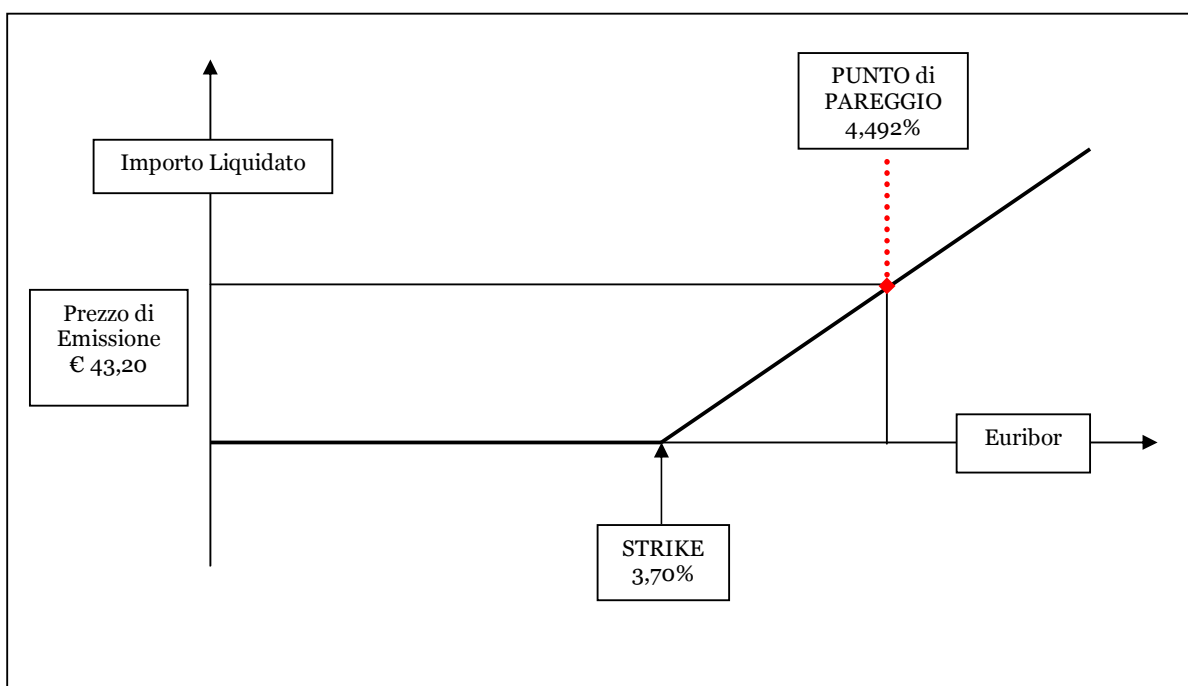 PUNTO di
PAREGGIO
4,492%
Importo Liquidato
Prezzo di
Emissione
€ 43,20
Euribor
STRIKE
3,70%